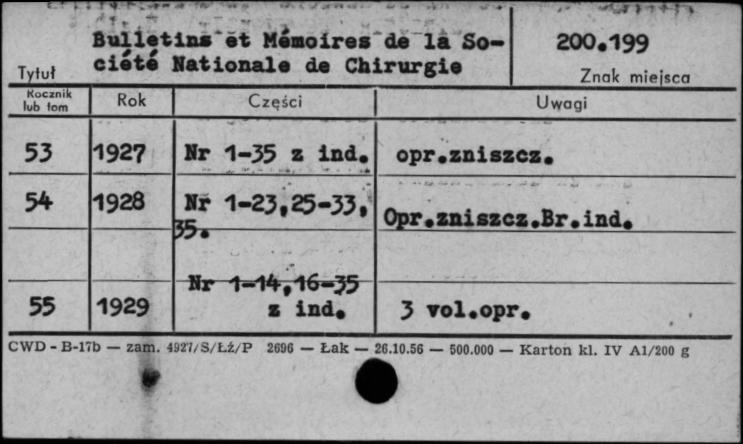 Bulletins et Mémoires de la So-
ciété Nationale de Chirurgie
200.199
Tytuł
Znak miejsca
Rocznik lub tom Rok Części Uwagi
53 1927 Nr 1-35 z ind. opr.zniszcz.
54 1928 Nr 1-23,25-33,
35. Opr.zniszcz.Br.ind.
Nr 1-14,16-35
55 1929 z ind. 3 vol.opr.
CWD - B-17b — zam. 4927/S/Łź/P 2696 — Łak — 26.10.56 — 500.000 — Karton kl. IV A1/200 g